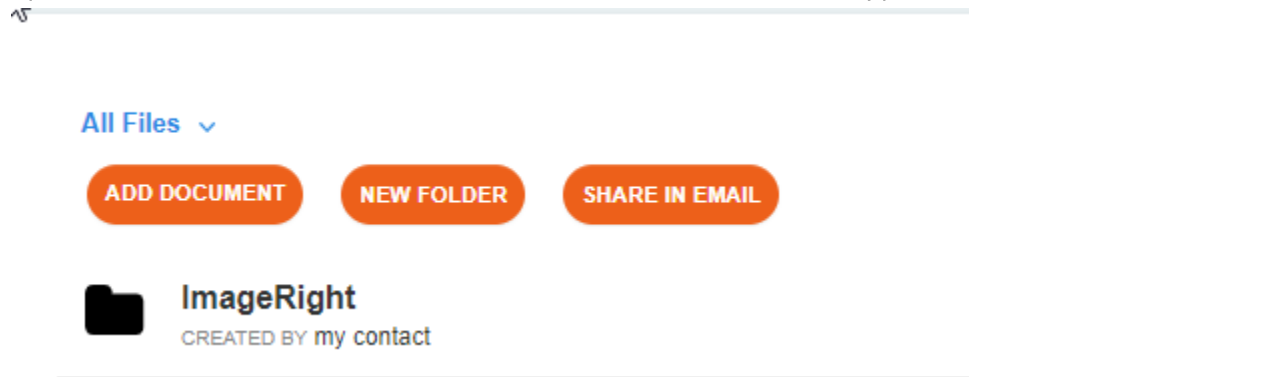 All Files
ADD DOCUMENT NEW FOLDER SHARE IN EMAIL
ImageRight
CREATED BY my contact